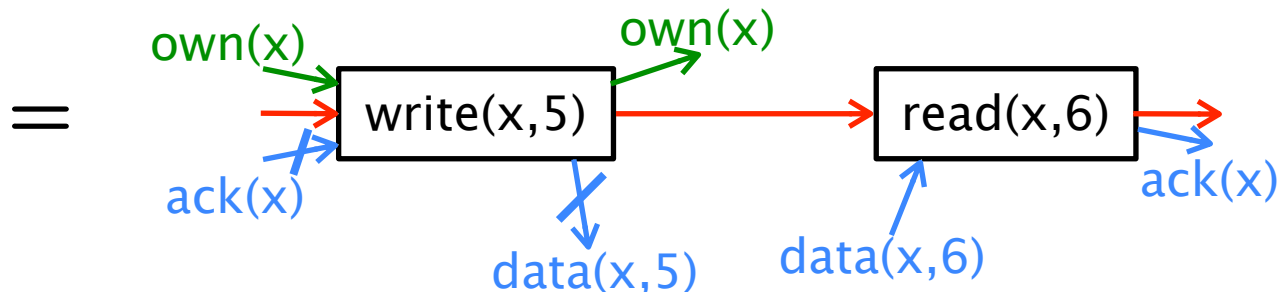 own(x)
own(x)
= write(x,5) read(x,6)
ack(x)
ack(x)
data(x,5)
data(x,6)